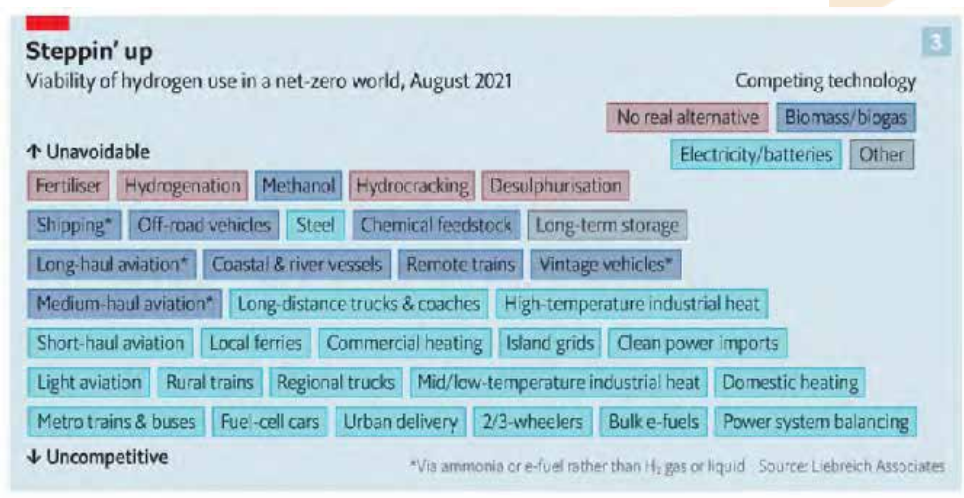 3
Steppin' up
Viability of hydrogen use in a net-zero world, August 2021
Competing technology
No real alternative Biomass/biogas
Electricity/batteries Other
↑ Unavoidable
Fertiliser Hydrogenation Methanol Hydrocracking Desulphurisation
Shipping* Off-road vehicles Steel Chemical feedstock Long-term storage
Long-haul aviation* Coastal & river vessels Remote trains Vintage vehicles*
Medium-haul aviation* Long-distance trucks & coaches High-temperature industrial heat
Short-haul aviation Local ferries Commercial heating Island grids Clean power imports
Light aviation Rural trains Regional trucks Mid/low-temperature industrial heat Domestic heating
Metro trains & buses Fuel-cell cars Urban delivery 2/3-wheelers Bulk e-fuels Power system balancing
↓ Uncompetitive
*Via ammonia or e-fuel rather than H₂ gas or liquid Source: Liebreich Associates